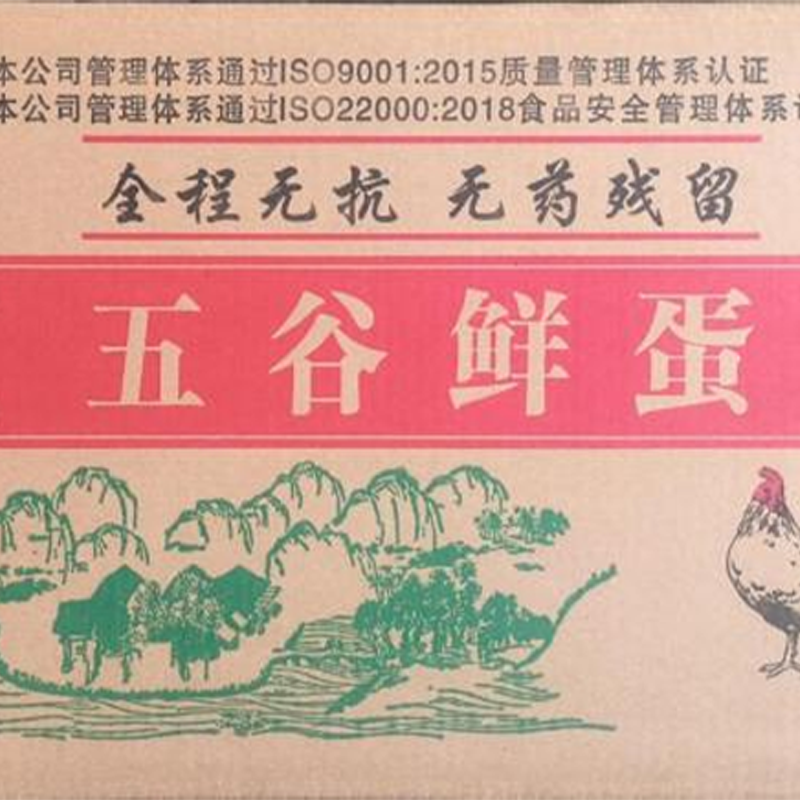 本公司管理体系通过ISO9001:2015质量管理体系认证
本公司管理体系通过ISO22000:2018食品安全管理体系
全程无抗 无药残留
五谷鲜蛋